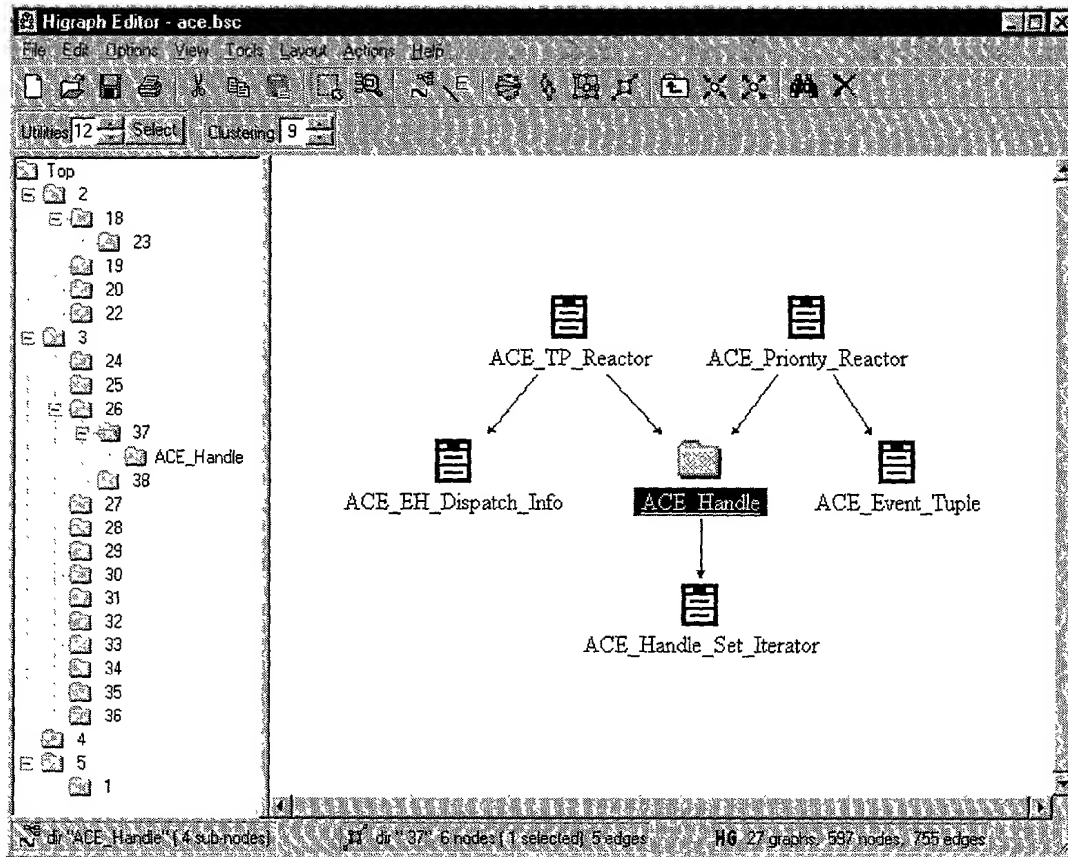 Higraph Editor - ace.bsc
File Edit Options View Tools Layout Actions Help
Utilities 12 Select Clustering 9
Top
2
18
23
19
20
22
3
24
25
26
37
ACE_Handle
38
27
28
29
30
31
32
33
34
35
36
4
5
1
ACE_TP_Reactor ACE_Priority_Reactor
ACE_EH_Dispatch_Info ACE_Handle ACE_Event_Tuple
ACE_Handle_Set_Iterator
dir "ACE_Handle" ( 4 sub-nodes) dir "37" 6 nodes ( 1 selected) 5 edges HG 27 graphs, 597 nodes, 755 edges